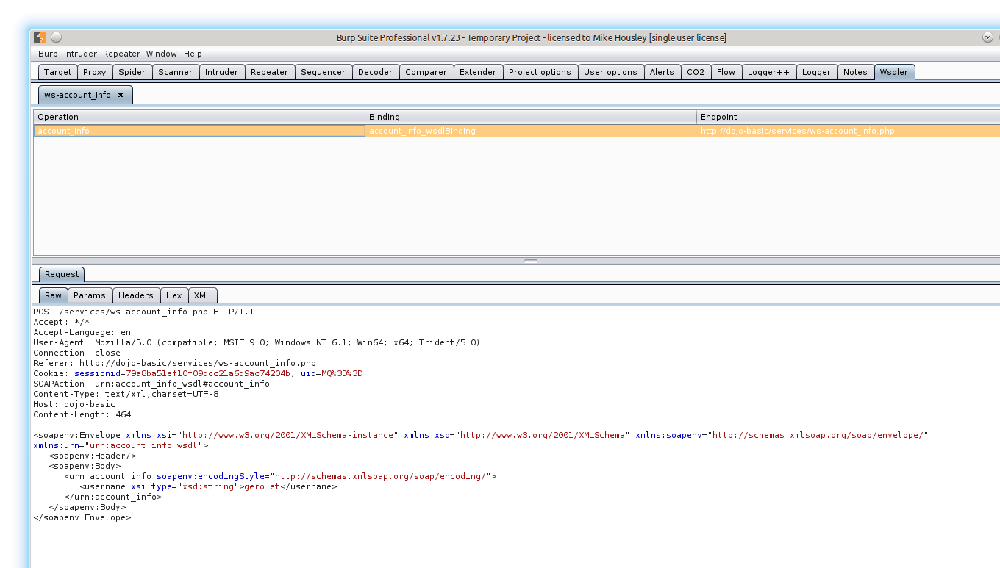 Burp Suite Professional v1.7.23 - Temporary Project - licensed to Mike Housley [single user license]
Burp Intruder Repeater Window Help
Target Proxy Spider Scanner Intruder Repeater Sequencer Decoder Comparer Extender Project options User options Alerts CO2 Flow Logger++ Logger Notes Wsdler
ws-account_info ×
Operation Binding Endpoint
account_info account_info_wsdlBinding http://dojo-basic/services/ws-account_info.php
Request
Raw Params Headers Hex XML
POST /services/ws-account_info.php HTTP/1.1
Accept: */*
Accept-Language: en
User-Agent: Mozilla/5.0 (compatible; MSIE 9.0; Windows NT 6.1; Win64; x64; Trident/5.0)
Connection: close
Referer: http://dojo-basic/services/ws-account_info.php
Cookie: sessionid=79a8ba51ef10f09dcc21a6d9ac74204b; uid=MQ%3D%3D
SOAPAction: urn:account_info_wsdl#account_info
Content-Type: text/xml;charset=UTF-8
Host: dojo-basic
Content-Length: 464
<soapenv:Envelope xmlns:xsi="http://www.w3.org/2001/XMLSchema-instance" xmlns:xsd="http://www.w3.org/2001/XMLSchema" xmlns:soapenv="http://schemas.xmlsoap.org/soap/envelope/"
xmlns:urn="urn:account_info_wsdl">
<soapenv:Header/>
<soapenv:Body>
<urn:account_info soapenv:encodingStyle="http://schemas.xmlsoap.org/soap/encoding/">
<username xsi:type="xsd:string">gero et</username>
</urn:account_info>
</soapenv:Body>
</soapenv:Envelope>